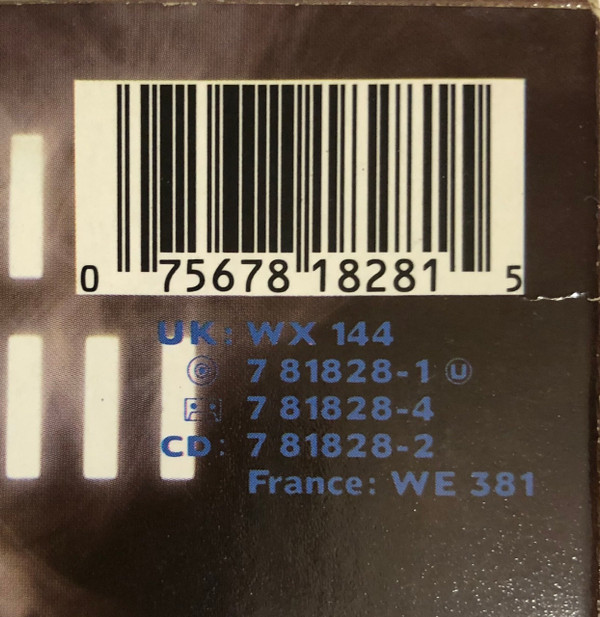 0 75678 18281 5
UK: WX 144
7 81828-1 U
7 81828-4
CD: 7 81828-2
France: WE 381